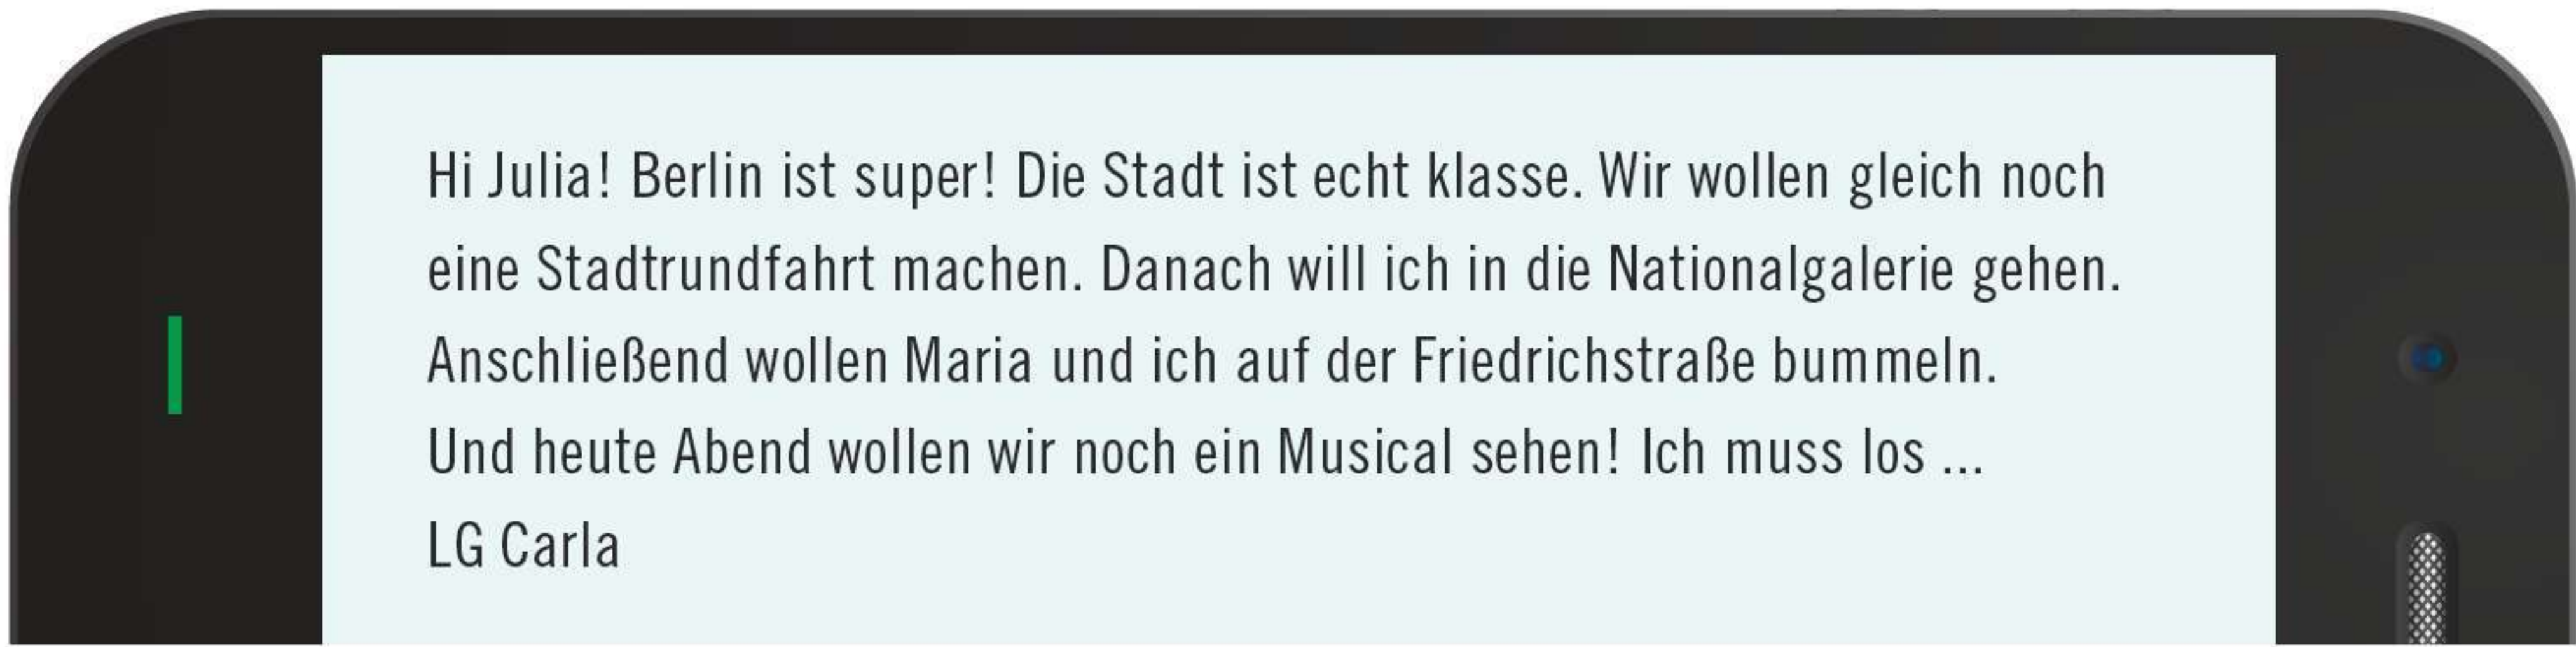 Hi Julia! Berlin ist super! Die Stadt ist echt klasse. Wir wollen gleich noch
eine Stadtrundfahrt machen. Danach will ich in die Nationalgalerie gehen.
Anschließend wollen Maria und ich auf der Friedrichstraße bummeln.
Und heute Abend wollen wir noch ein Musical sehen! Ich muss los ...
LG Carla